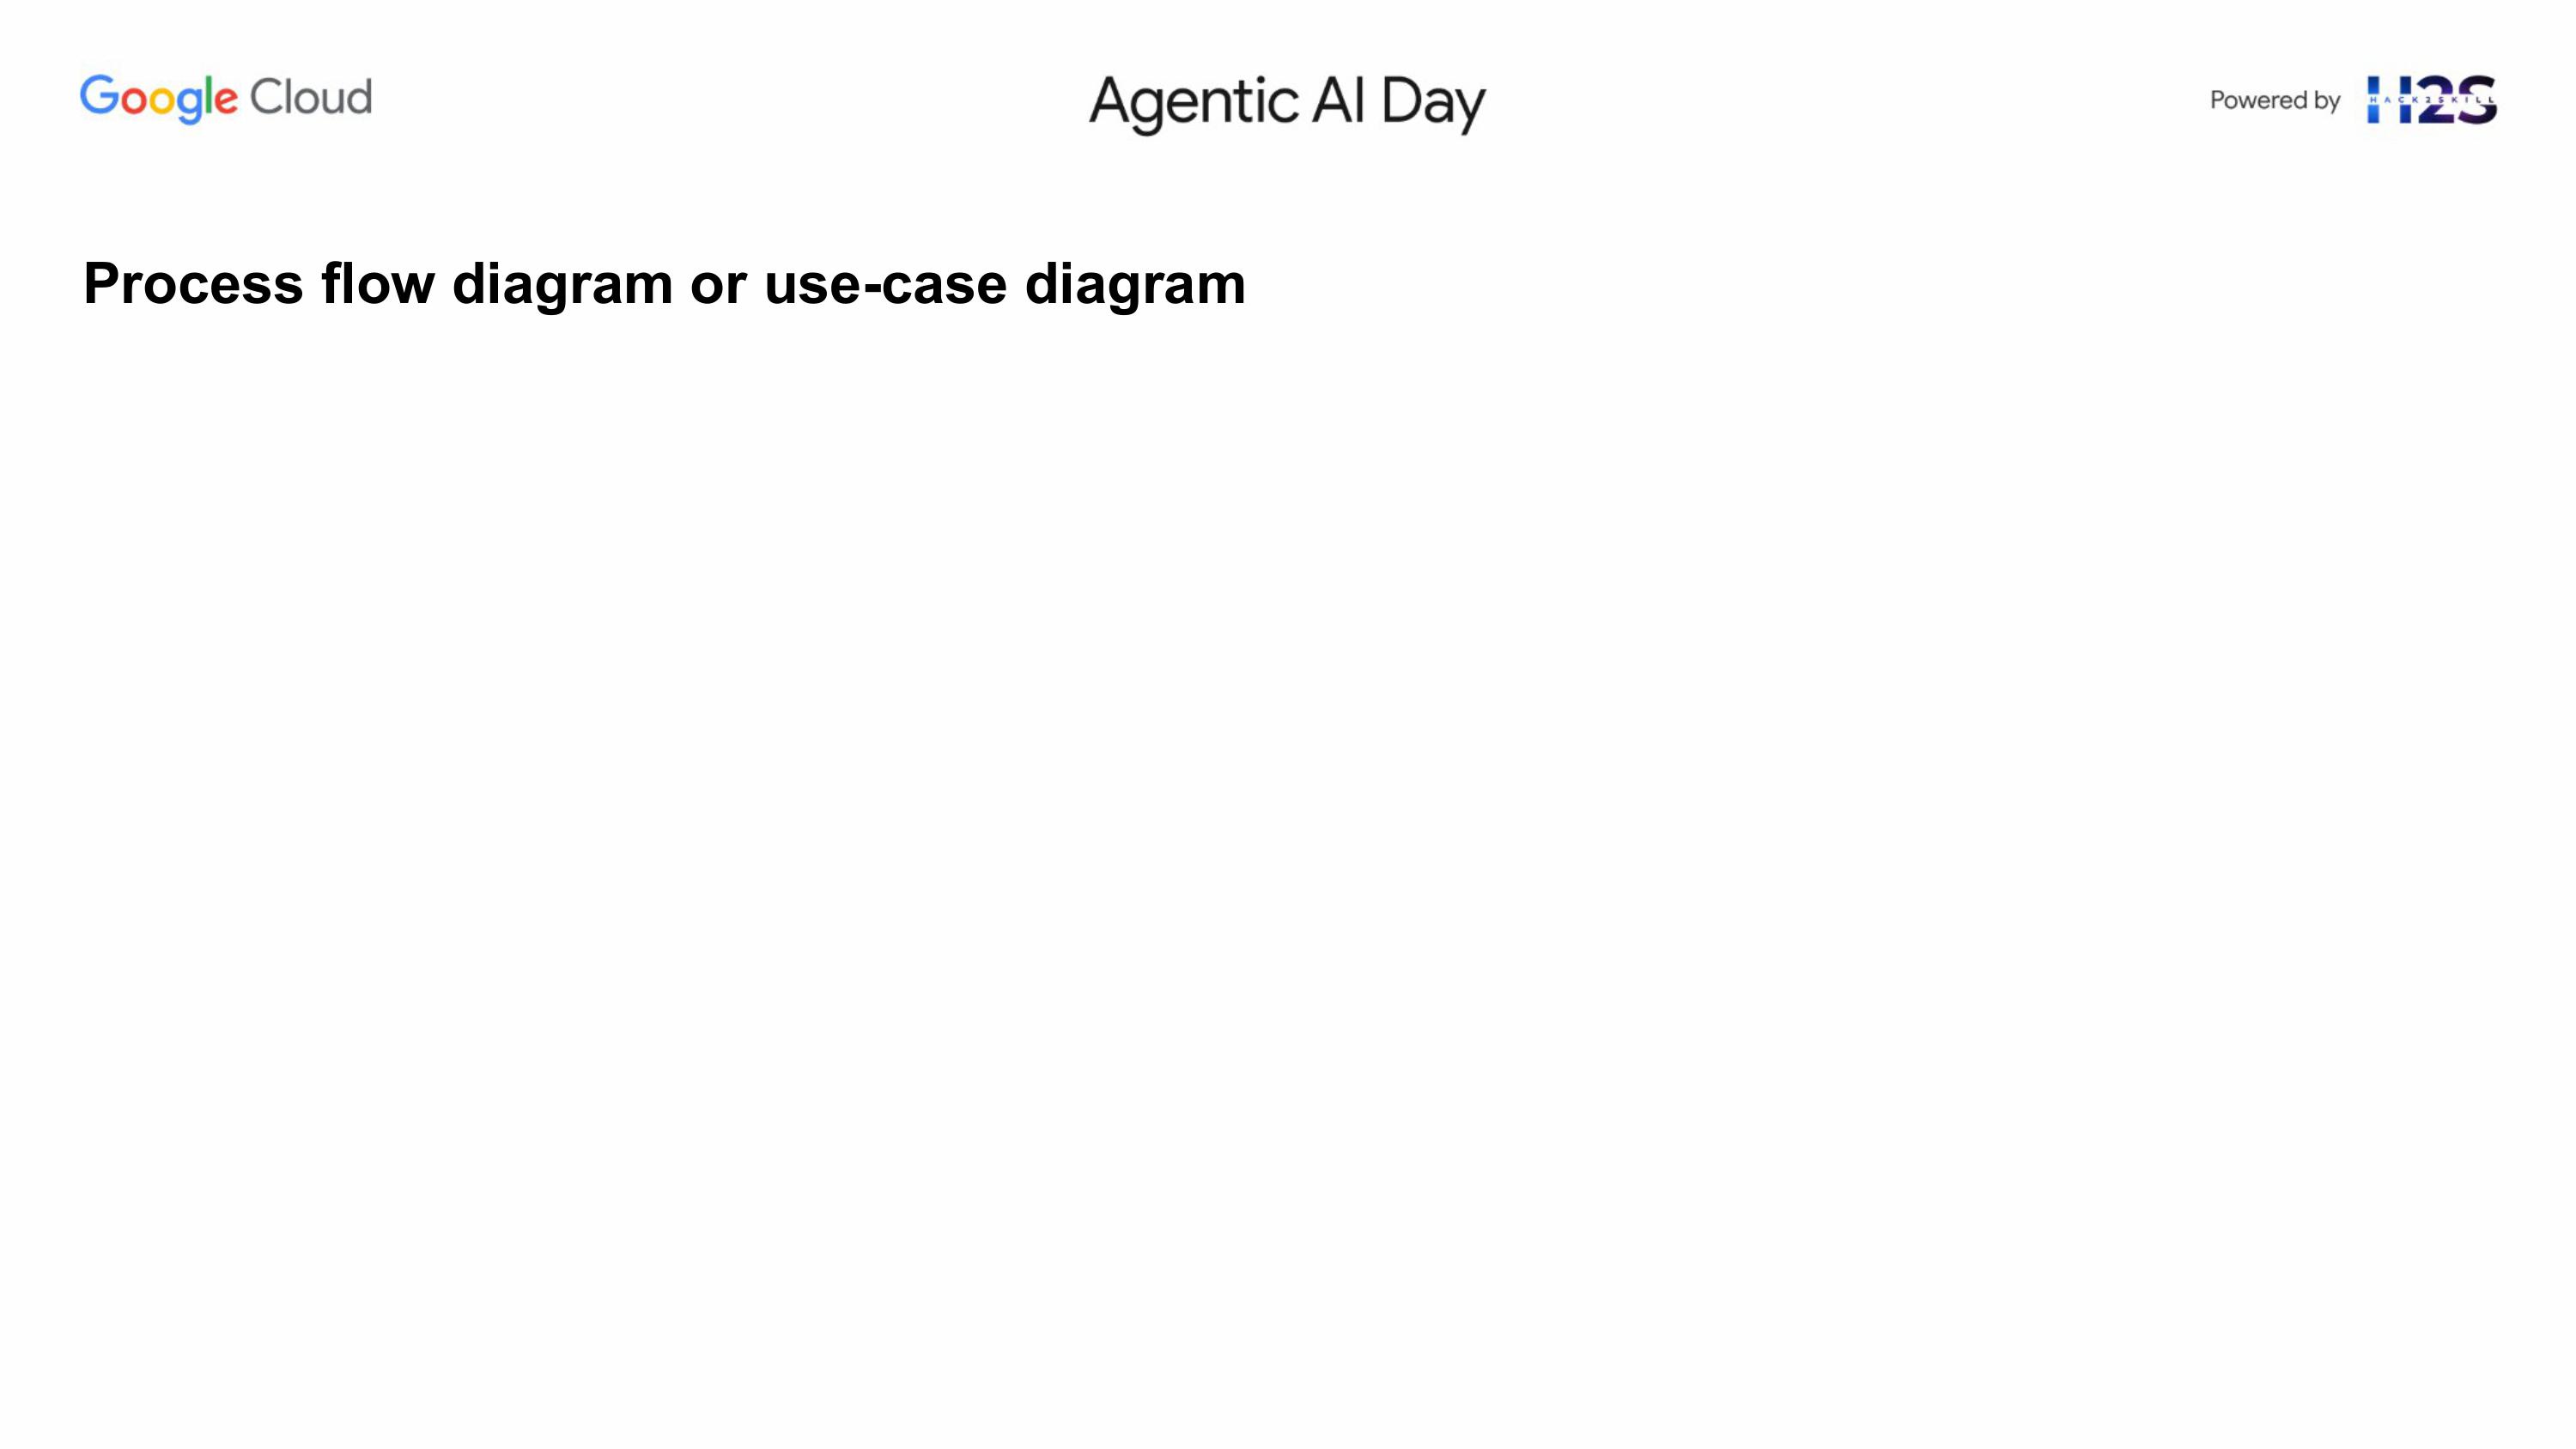 Google Cloud
Agentic AI Day
Powered by H2S
HACK2SKILL
Process flow diagram or use-case diagram